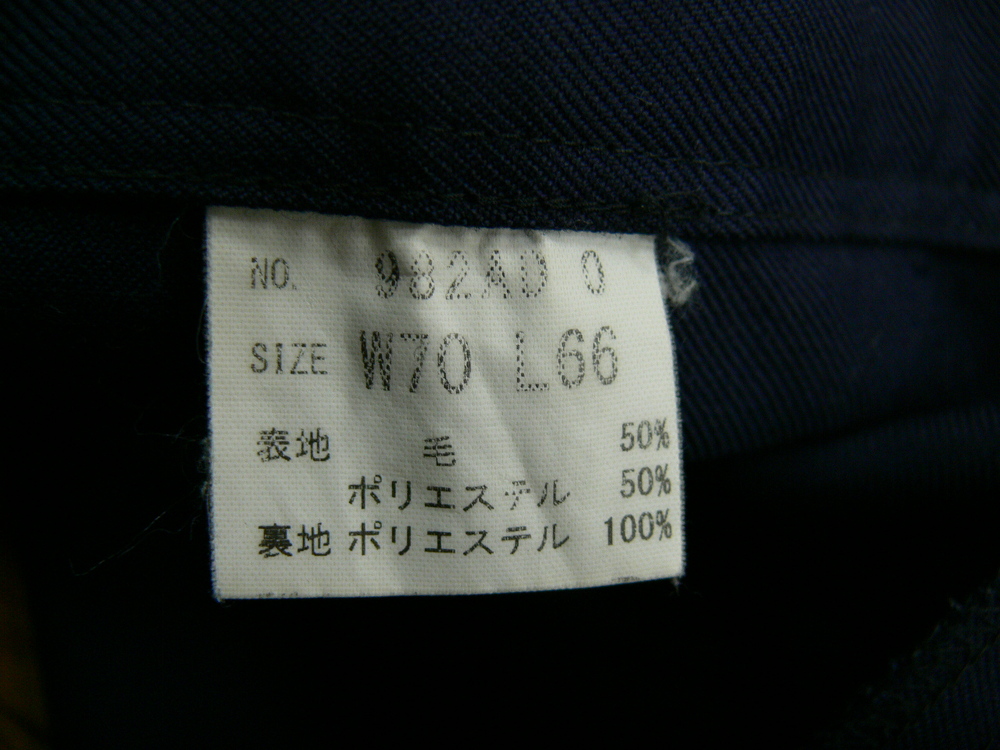 NO. 982AD 0
SIZE W70 L66
表地 毛 50%
ポリエステル 50%
裏地 ポリエステル 100%